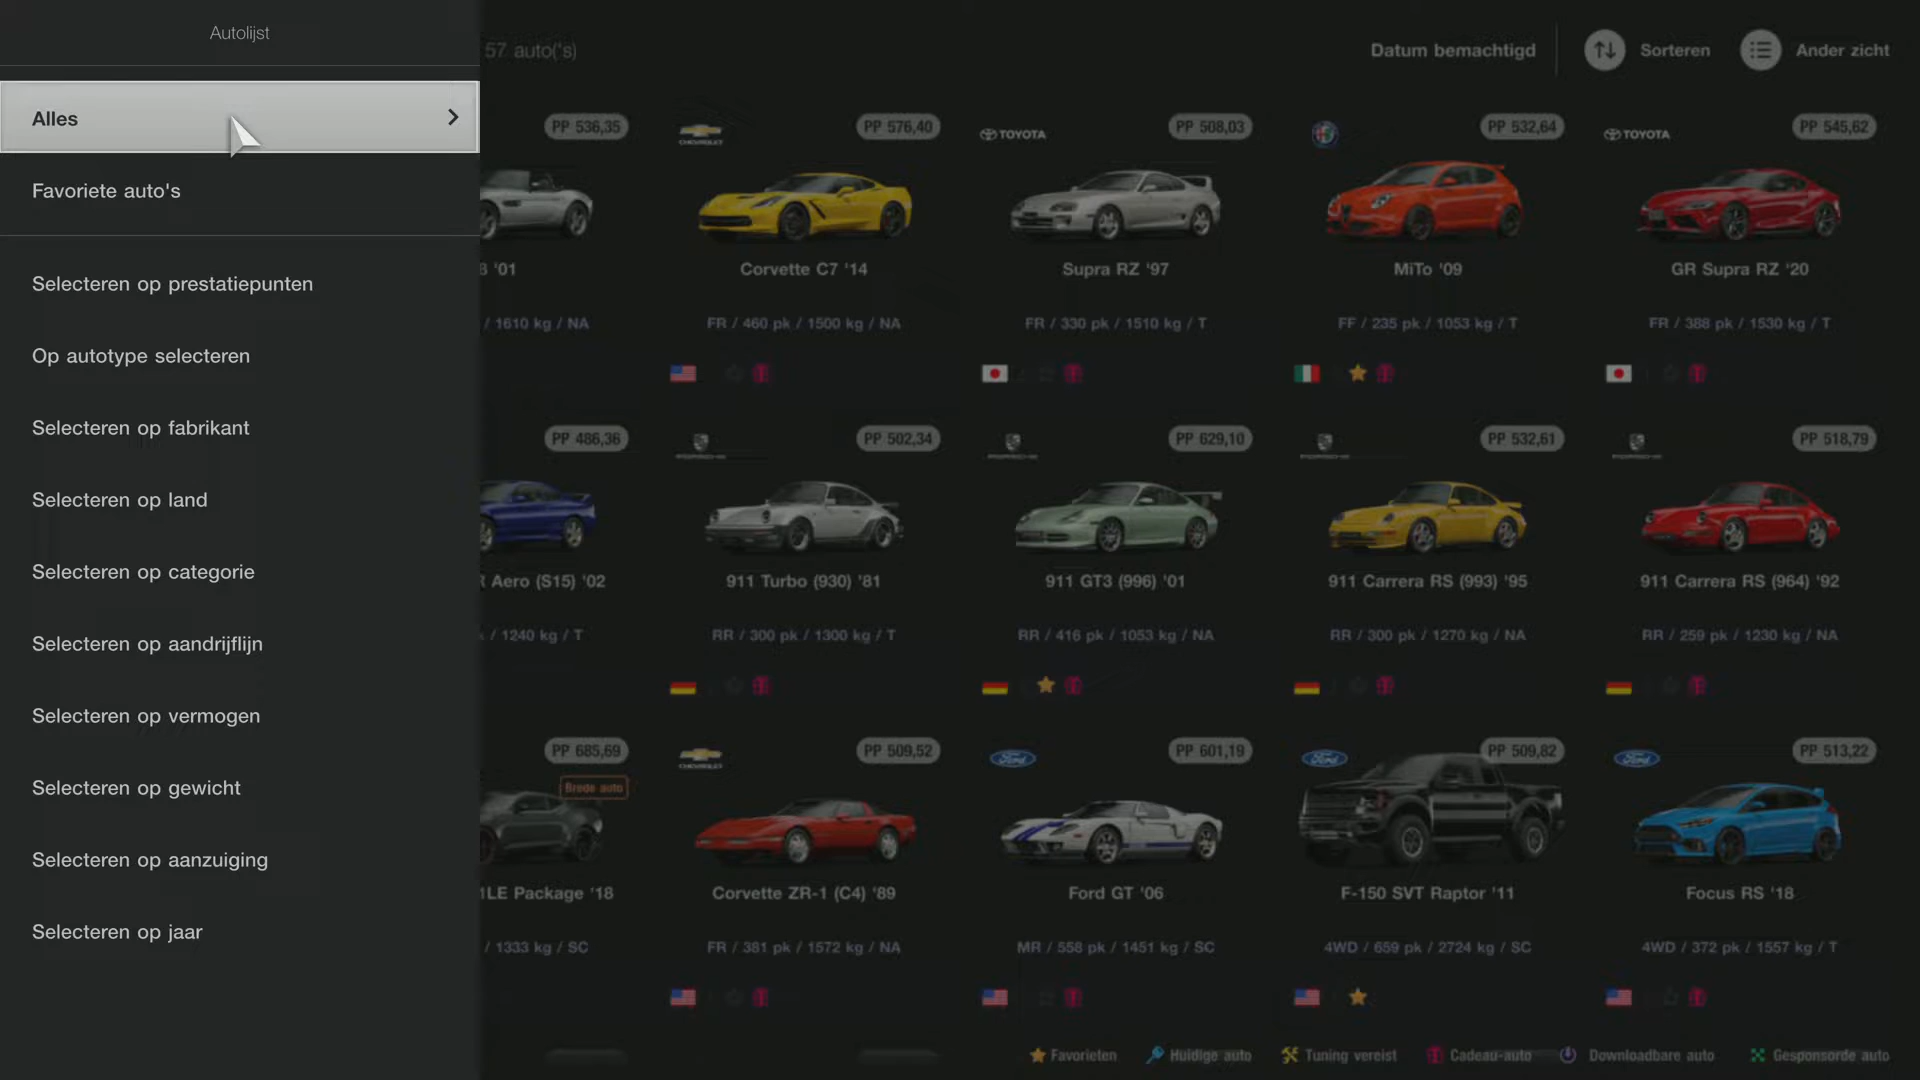 Autolijst
57 auto('s)
Datum bemachtigd
Sorteren
Ander zicht
Alles
Favoriete auto's
Selecteren op prestatiepunten
Op autotype selecteren
Selecteren op fabrikant
Selecteren op land
Selecteren op categorie
Selecteren op aandrijflijn
Selecteren op vermogen
Selecteren op gewicht
Selecteren op aanzuiging
Selecteren op jaar
PP 536,35
'01
/ 1610 kg / NA
CHEVROLET
PP 576,40
Corvette C7 '14
FR / 460 pk / 1500 kg / NA
TOYOTA
PP 508,03
Supra RZ '97
FR / 330 pk / 1510 kg / T
PP 532,64
MiTo '09
FF / 235 pk / 1053 kg / T
TOYOTA
PP 545,62
GR Supra RZ '20
FR / 388 pk / 1530 kg / T
PP 486,36
Aero (S15) '02
/ 1240 kg / T
PORSCHE
PP 502,34
911 Turbo (930) '81
RR / 300 pk / 1300 kg / T
PORSCHE
PP 629,10
911 GT3 (996) '01
RR / 416 pk / 1053 kg / NA
PORSCHE
PP 532,61
911 Carrera RS (993) '95
RR / 300 pk / 1270 kg / NA
PORSCHE
PP 518,79
911 Carrera RS (964) '92
RR / 259 pk / 1230 kg / NA
PP 685,69
Brede auto
1LE Package '18
/ 1333 kg / SC
CHEVROLET
PP 509,52
Corvette ZR-1 (C4) '89
FR / 381 pk / 1572 kg / NA
Ford
PP 601,19
Ford GT '06
MR / 558 pk / 1451 kg / SC
Ford
PP 509,82
F-150 SVT Raptor '11
4WD / 659 pk / 2724 kg / SC
Ford
PP 513,22
Focus RS '18
4WD / 372 pk / 1557 kg / T
Favorieten
Huidige auto
Tuning vereist
Cadeau-auto
Downloadbare auto
Gesponsorde auto